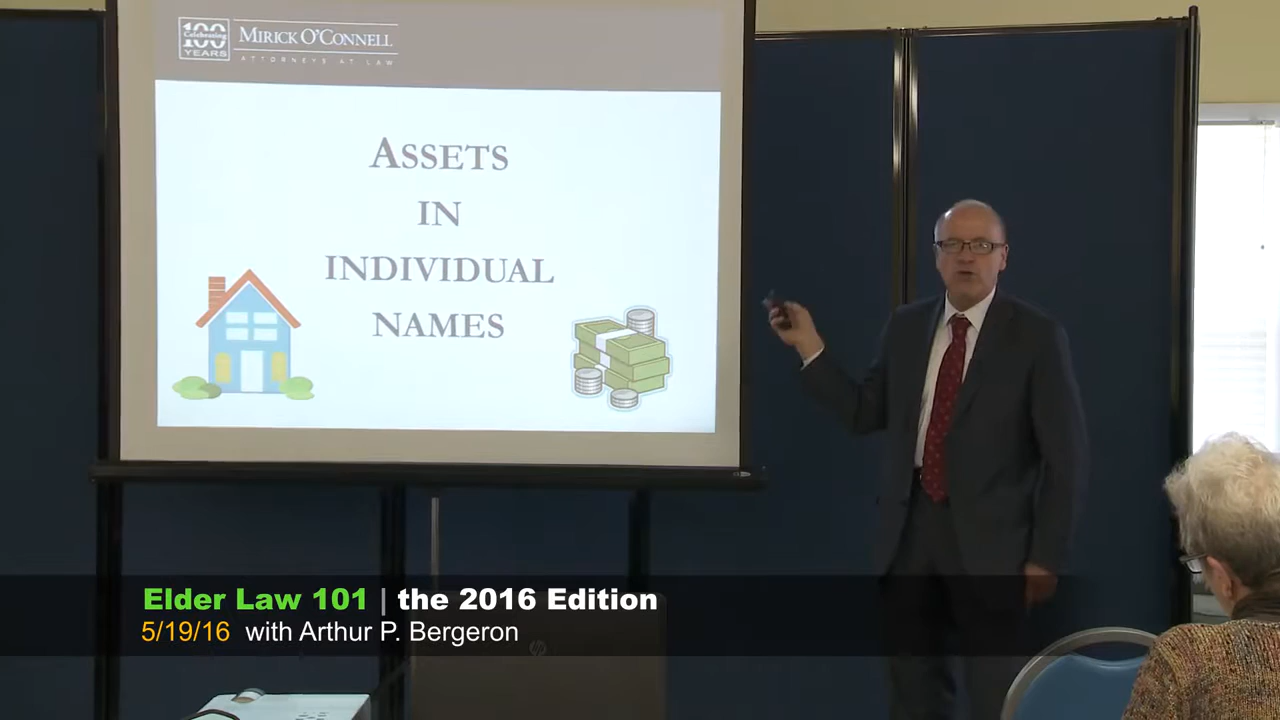 Celebrating
100
YEARS
MIRICK O'CONNELL
ATTORNEYS AT LAW
ASSETS
IN
INDIVIDUAL
NAMES
Elder Law 101 | the 2016 Edition
5/19/16 with Arthur P. Bergeron
hp